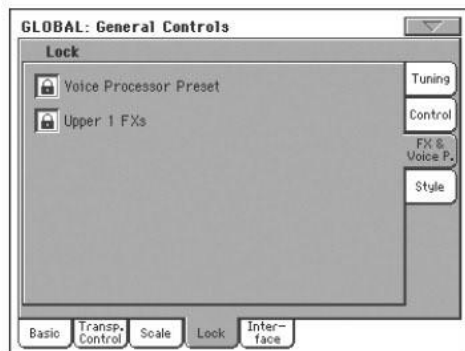 GLOBAL: General Controls
Lock
Voice Processor Preset
Upper 1 FXs
Tuning
Control
FX &
Voice P.
Style
Basic
Transp.
Control
Scale
Lock
Inter-
face